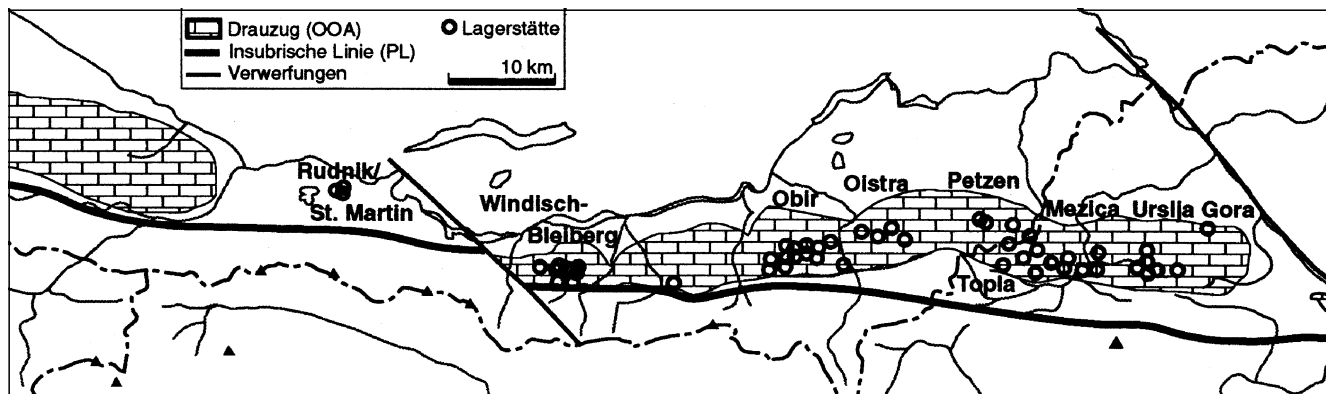 Drauzug (OOA)
Lagerstätte
Insubrische Linie (PL)
Verwerfungen
10 km
Rudnik/
St. Martin
Windisch-
Bleiberg
Obir
Oistra
Petzen
Mezica
Ursija Gora
Topla